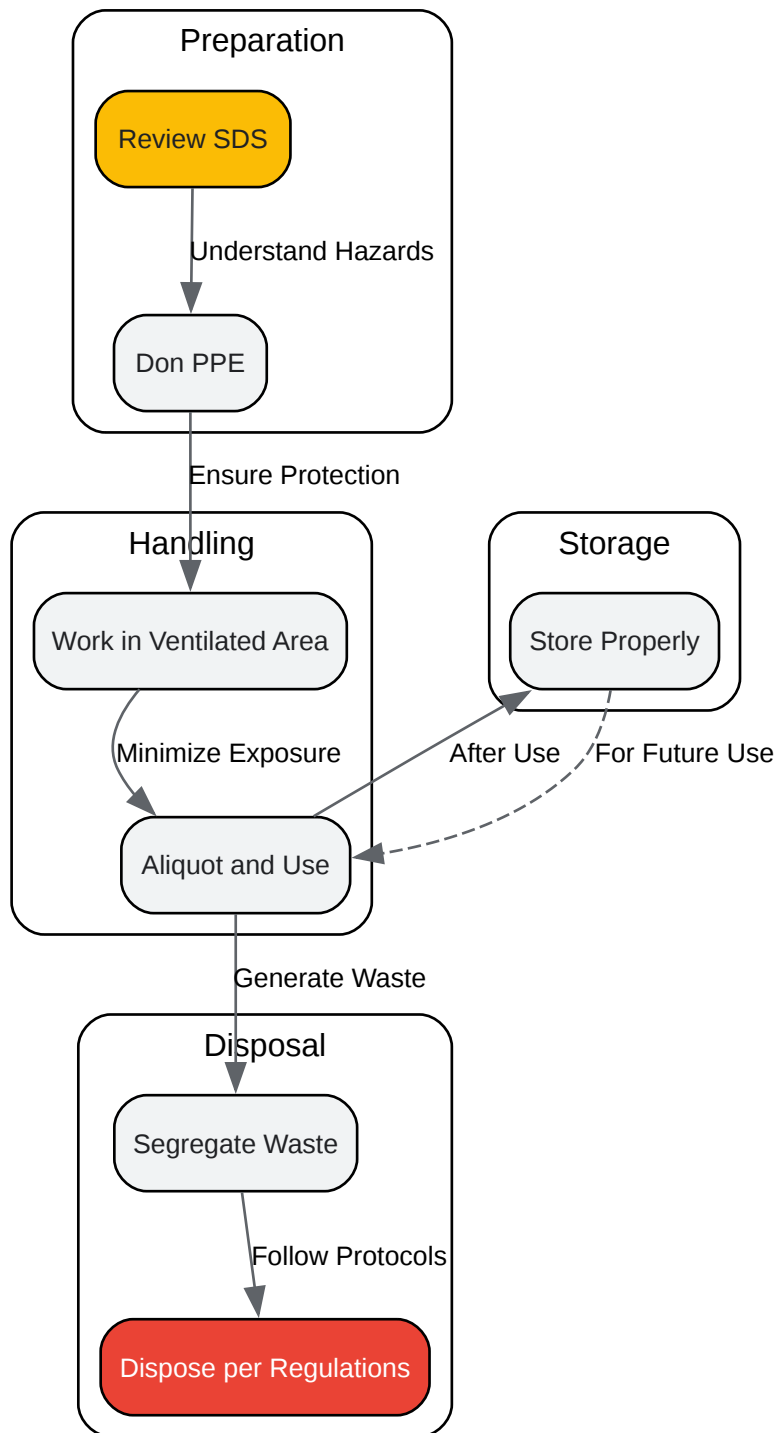 Preparation
Review SDS
Understand Hazards
Don PPE
Ensure Protection
Handling
Storage
Work in Ventilated Area
Store Properly
Minimize Exposure
After Use
For Future Use
Aliquot and Use
Generate Waste
Disposal
Segregate Waste
Follow Protocols
Dispose per Regulations